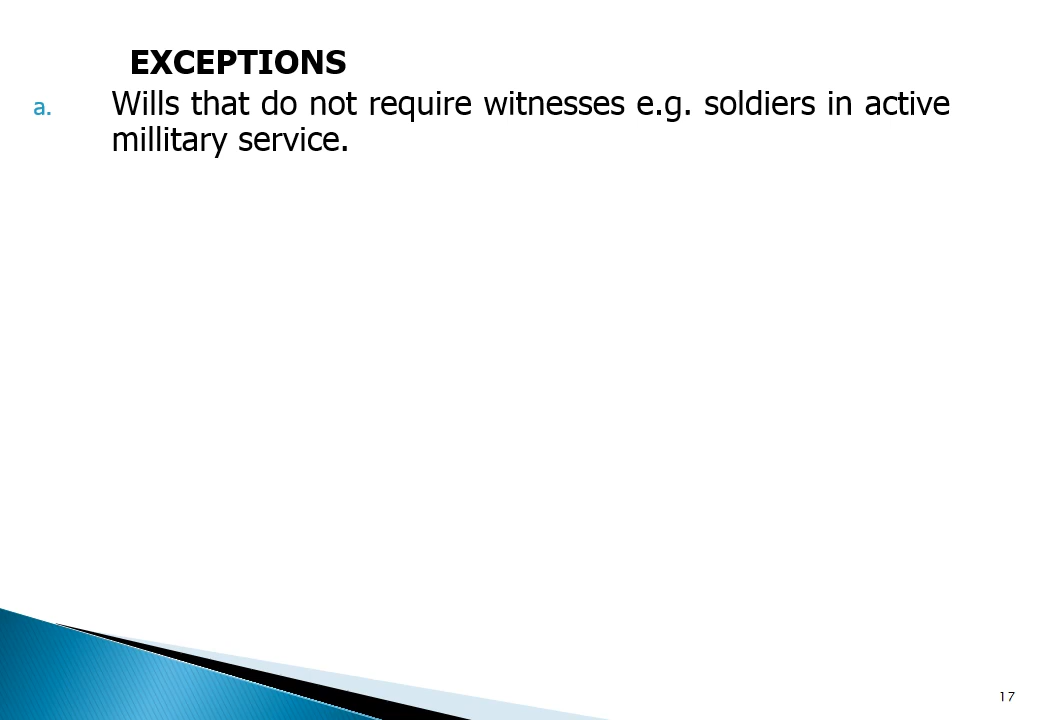 EXCEPTIONS
a. Wills that do not require witnesses e.g. soldiers in active
millitary service.
17